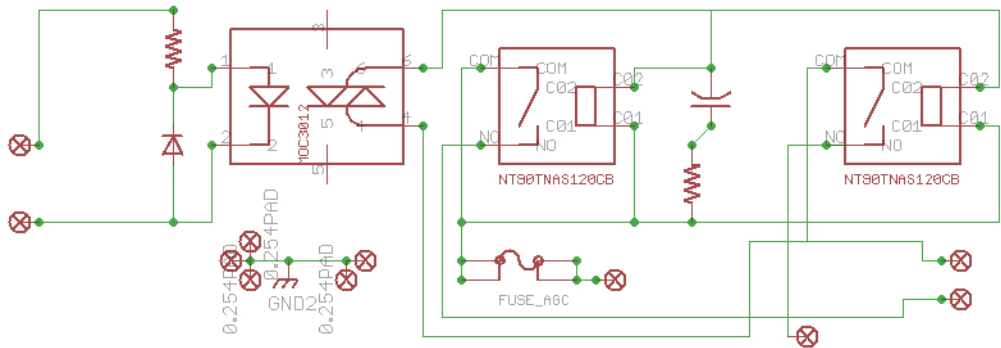 1
1
2
2
3
3
5
5
6
6
4
4
MOC3012
COM
COM
C02
C02
C01
C01
NO
NO
NT90TNAS120CB
COM
COM
C02
C02
C01
C01
NO
NO
NT90TNAS120CB
0.254PAD
0.254PAD
0.254PAD
GND2
FUSE_AGC